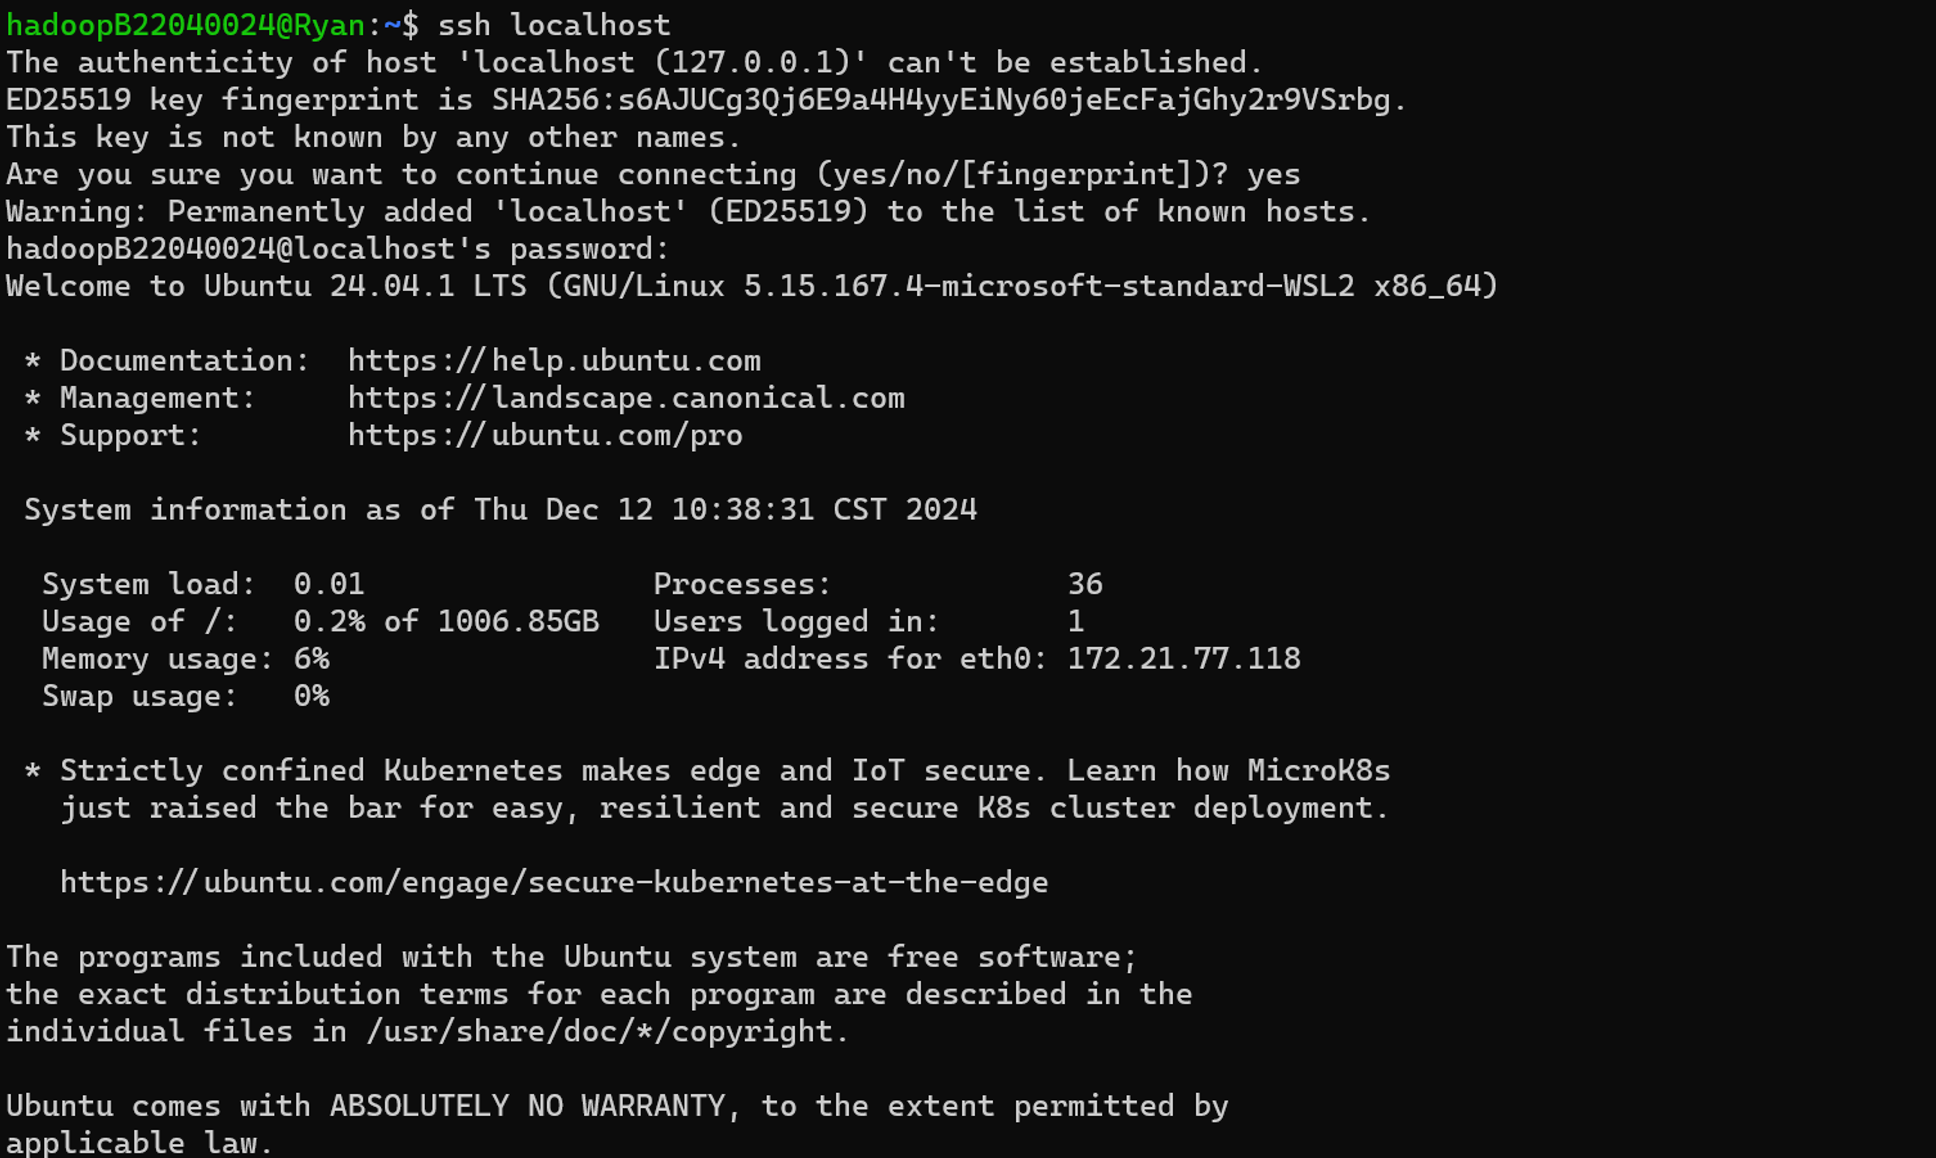 hadoopB22040024@Ryan:~$ ssh localhost
The authenticity of host 'localhost (127.0.0.1)' can't be established.
ED25519 key fingerprint is SHA256:s6AJUCg3Qj6E9a4H4yyEiNy60jeEcFajGhy2r9VSrbg.
This key is not known by any other names.
Are you sure you want to continue connecting (yes/no/[fingerprint])? yes
Warning: Permanently added 'localhost' (ED25519) to the list of known hosts.
hadoopB22040024@localhost's password:
Welcome to Ubuntu 24.04.1 LTS (GNU/Linux 5.15.167.4-microsoft-standard-WSL2 x86_64)

 * Documentation:  https://help.ubuntu.com
 * Management:     https://landscape.canonical.com
 * Support:        https://ubuntu.com/pro

 System information as of Thu Dec 12 10:38:31 CST 2024

  System load:  0.01                Processes:             36
  Usage of /:   0.2% of 1006.85GB   Users logged in:       1
  Memory usage: 6%                  IPv4 address for eth0: 172.21.77.118
  Swap usage:   0%

 * Strictly confined Kubernetes makes edge and IoT secure. Learn how MicroK8s
   just raised the bar for easy, resilient and secure K8s cluster deployment.

   https://ubuntu.com/engage/secure-kubernetes-at-the-edge

The programs included with the Ubuntu system are free software;
the exact distribution terms for each program are described in the
individual files in /usr/share/doc/*/copyright.

Ubuntu comes with ABSOLUTELY NO WARRANTY, to the extent permitted by
applicable law.